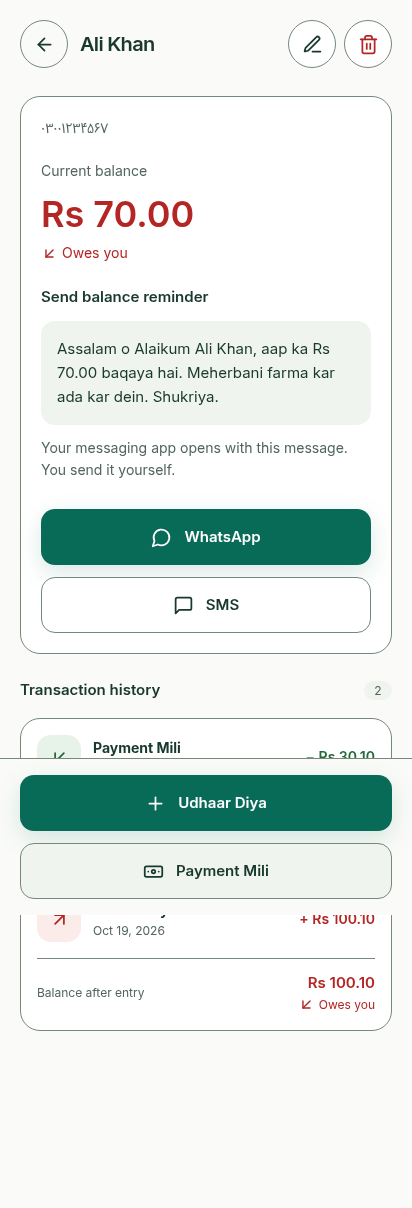 Ali Khan
۰۳۰۰۱۲۳۴۵۶۷
Current balance
Rs 70.00
Owes you
Send balance reminder
Assalam o Alaikum Ali Khan, aap ka Rs
70.00 baqaya hai. Meherbani farma kar
ada kar dein. Shukriya.
Your messaging app opens with this message.
You send it yourself.
WhatsApp
SMS
Transaction history
2
Payment Mili
− Rs 30.10
Udhaar Diya
Payment Mili
+ Rs 100.10
Oct 19, 2026
Balance after entry
Rs 100.10
Owes you